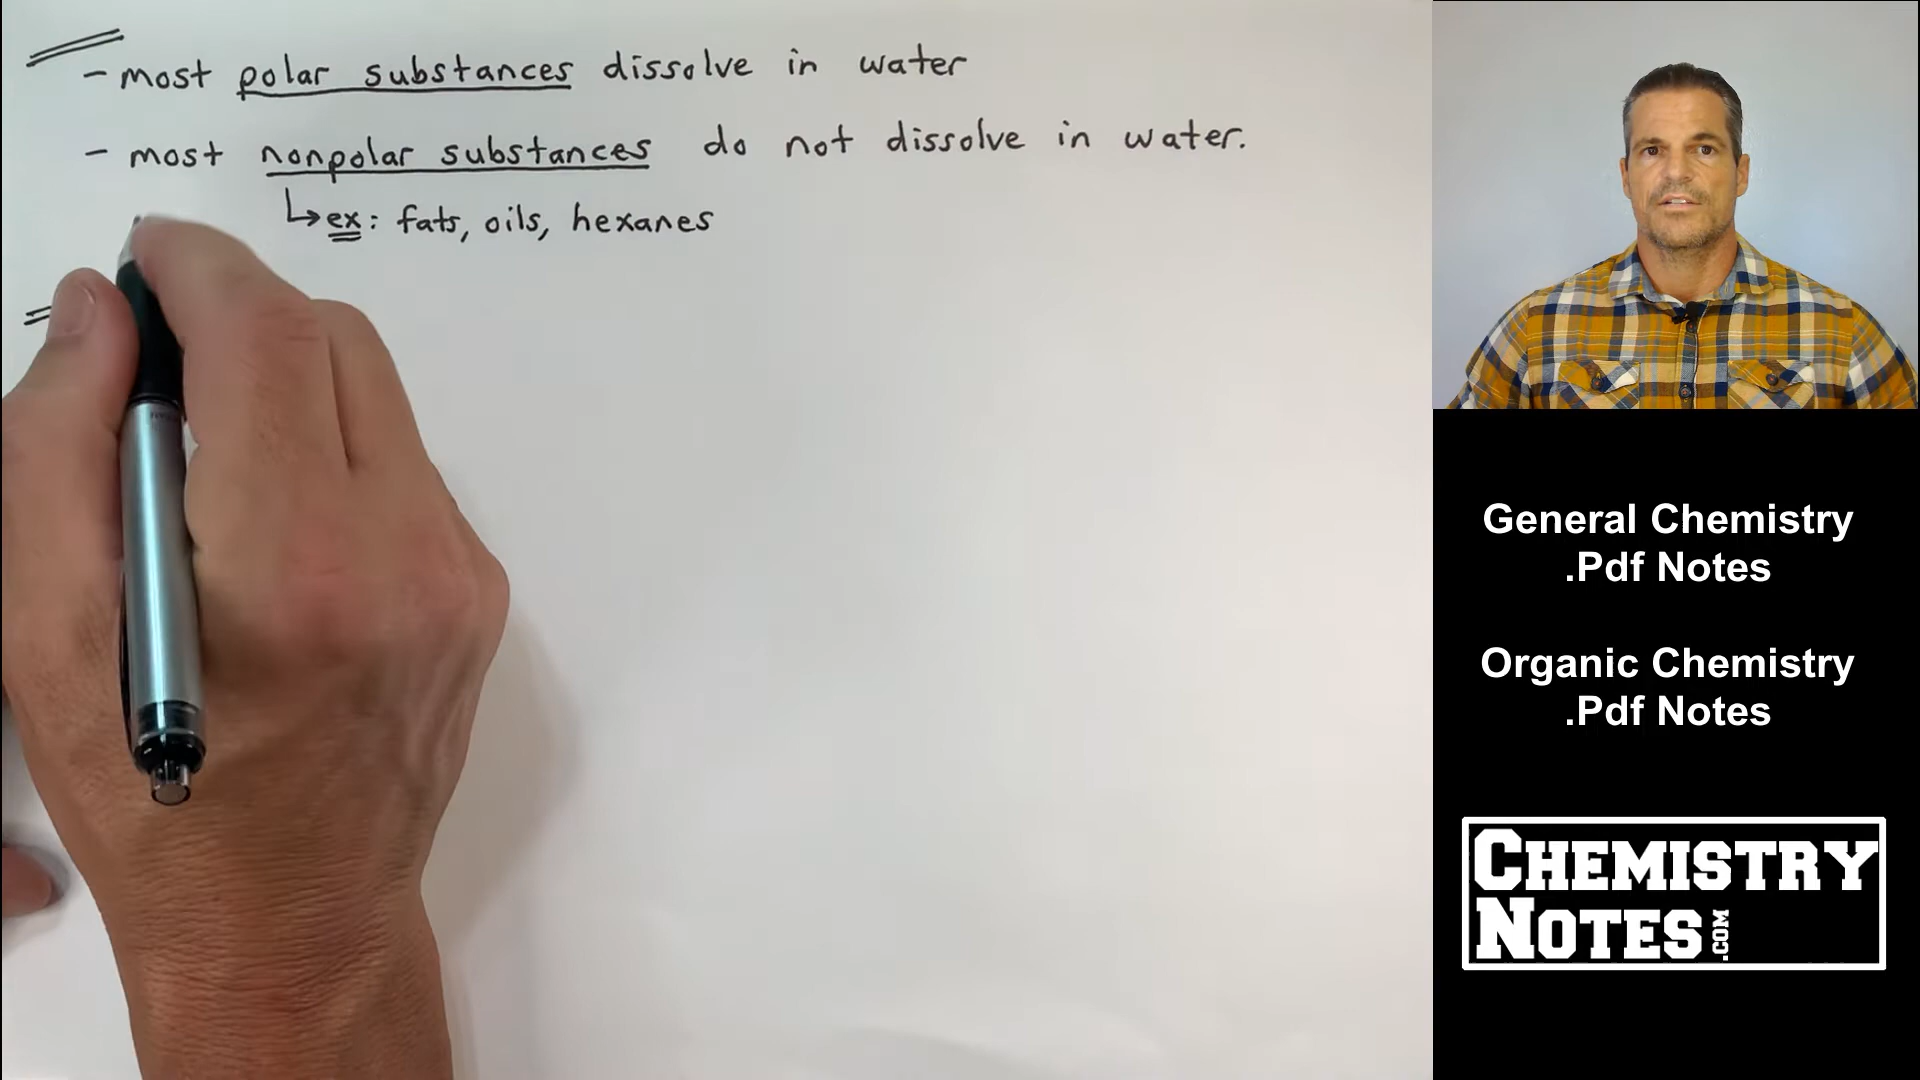 - most polar substances dissolve in water
- most nonpolar substances do not dissolve in water.
ex: fats, oils, hexanes
General Chemistry
.Pdf Notes
Organic Chemistry
.Pdf Notes
CHEMISTRY
NOTES.COM